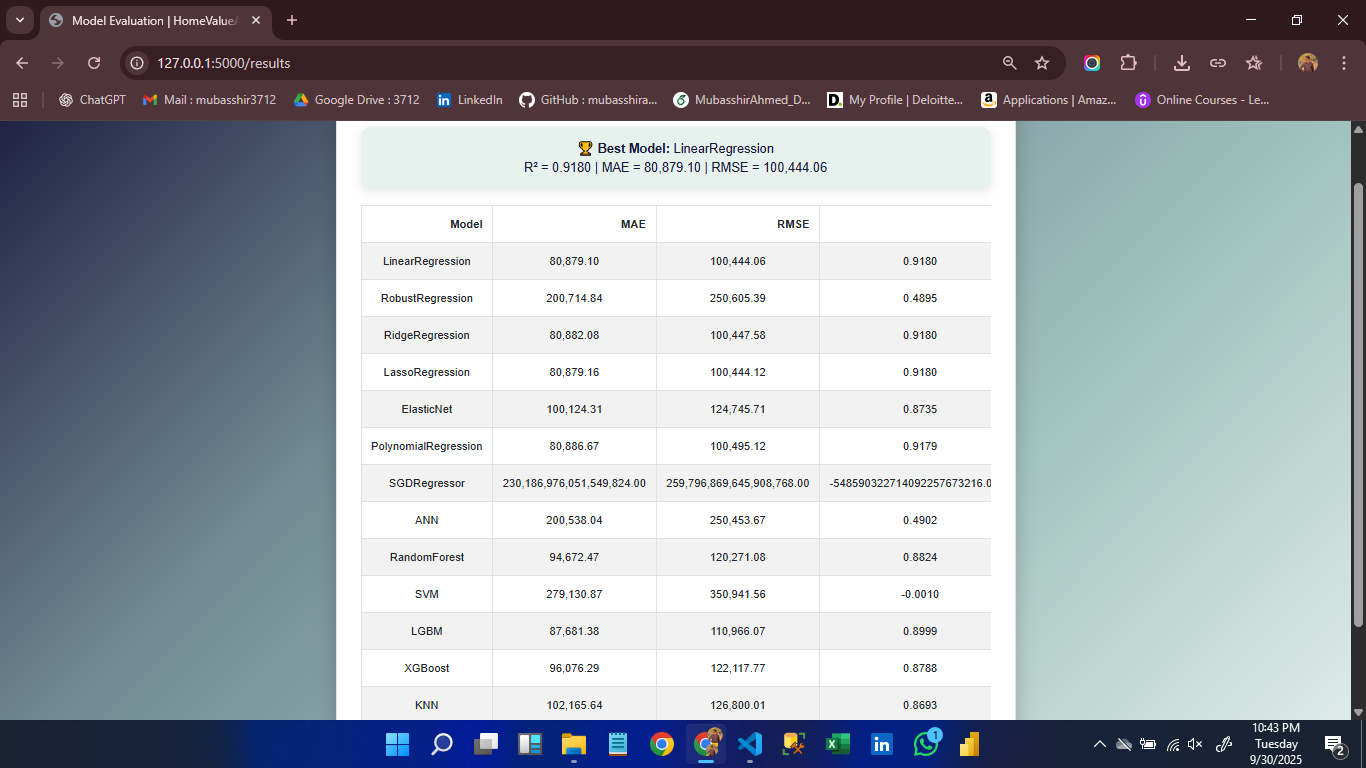 Model Evaluation | HomeValueA
127.0.0.1:5000/results
ChatGPT Mail : mubasshir3712 Google Drive : 3712 LinkedIn GitHub : mubasshira... MubasshirAhmed_D... My Profile | Deloitte... Applications | Amaz... Online Courses - Le...
🏆 Best Model: LinearRegression
R² = 0.9180 | MAE = 80,879.10 | RMSE = 100,444.06
Model MAE RMSE
LinearRegression 80,879.10 100,444.06 0.9180
RobustRegression 200,714.84 250,605.39 0.4895
RidgeRegression 80,882.08 100,447.58 0.9180
LassoRegression 80,879.16 100,444.12 0.9180
ElasticNet 100,124.31 124,745.71 0.8735
PolynomialRegression 80,886.67 100,495.12 0.9179
SGDRegressor 230,186,976,051,549,824.00 259,796,869,645,908,768.00 -548590322714092257673216.0
ANN 200,538.04 250,453.67 0.4902
RandomForest 94,672.47 120,271.08 0.8824
SVM 279,130.87 350,941.56 -0.0010
LGBM 87,681.38 110,966.07 0.8999
XGBoost 96,076.29 122,117.77 0.8788
KNN 102,165.64 126,800.01 0.8693
1
10:43 PM
Tuesday
9/30/2025
2